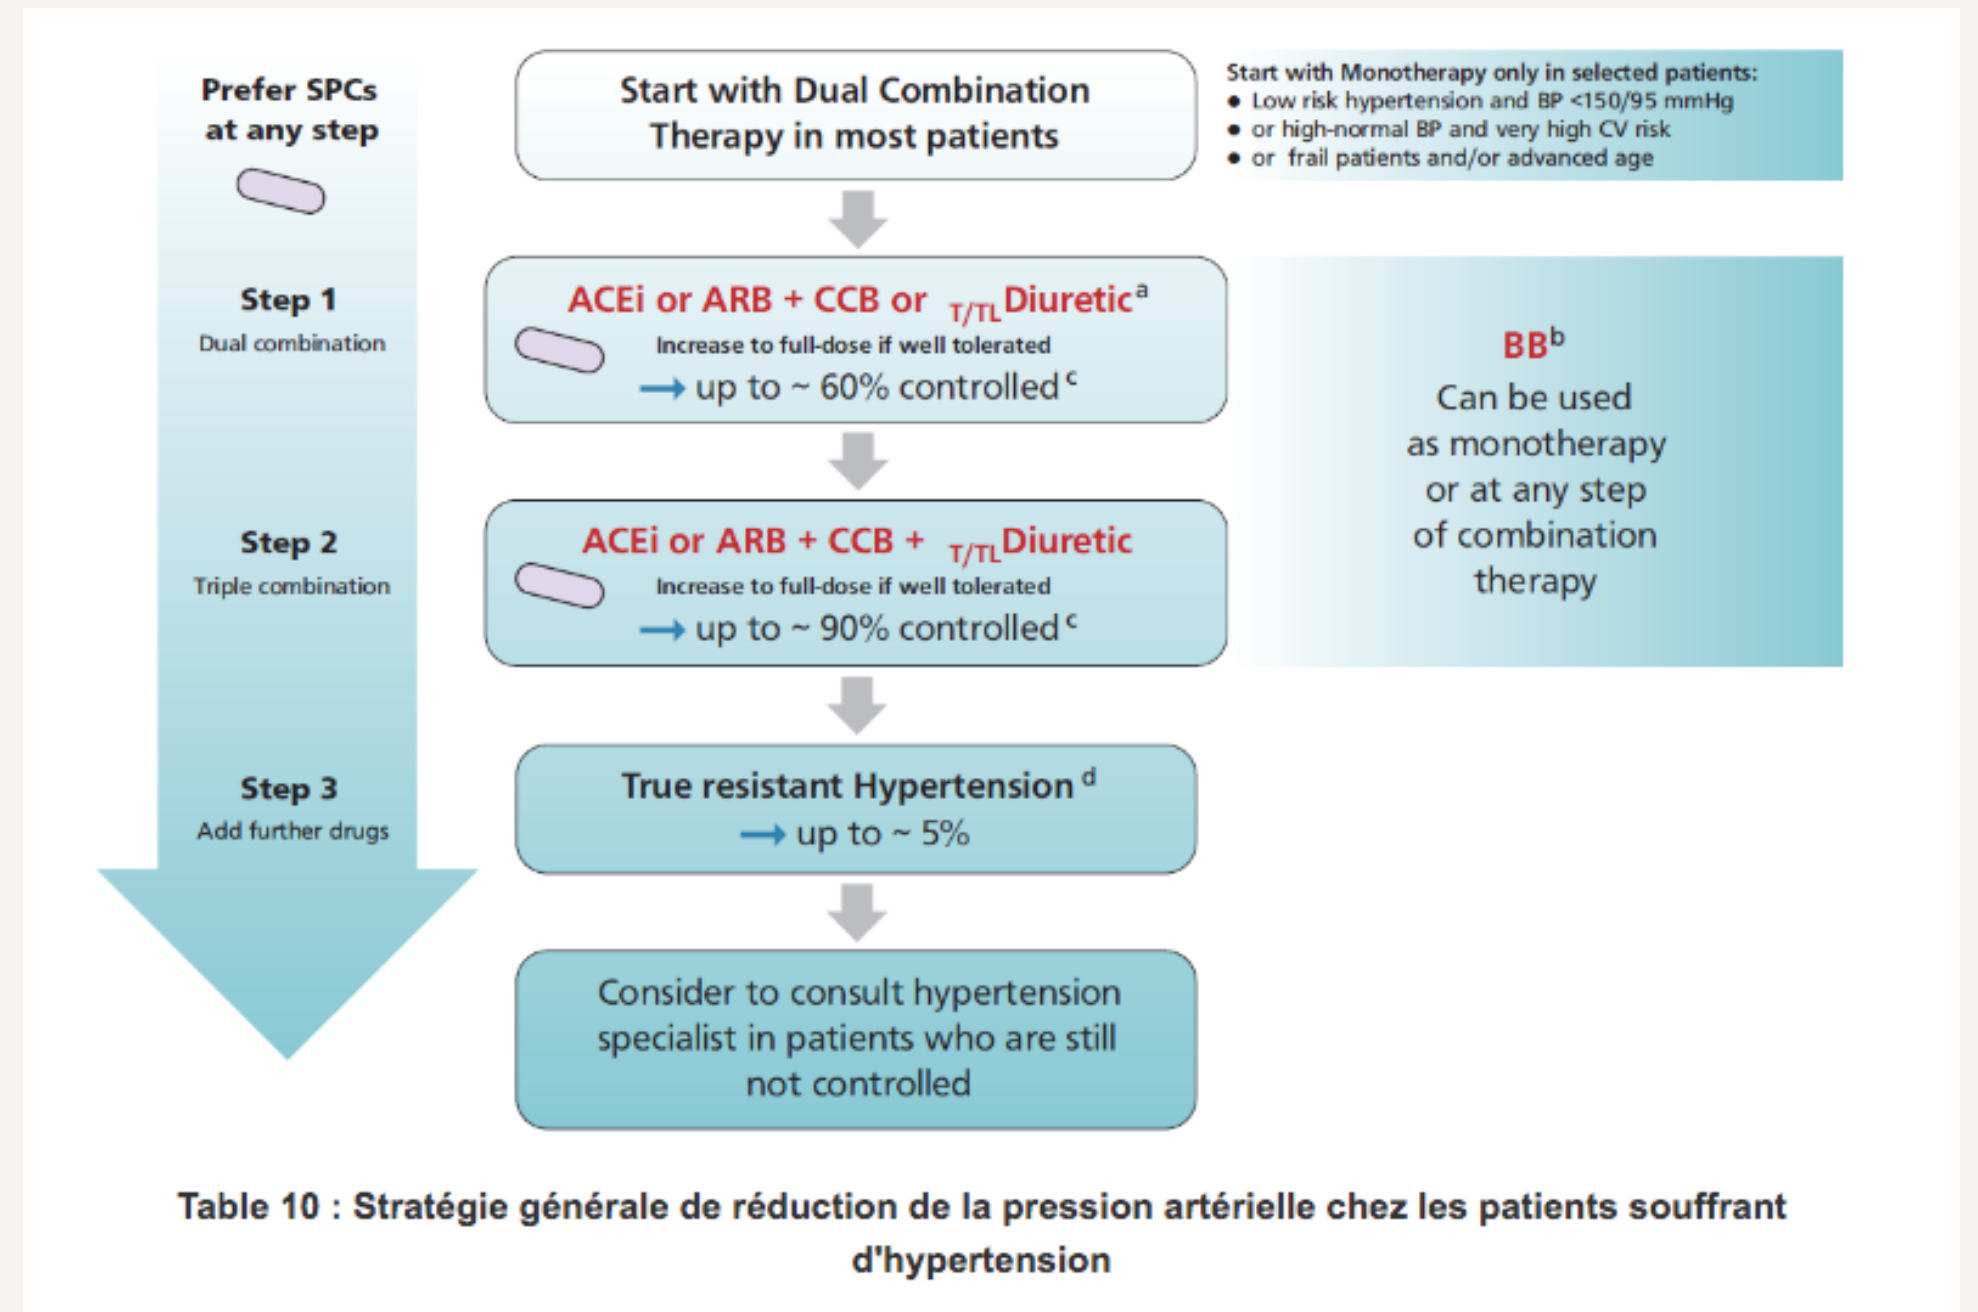 Prefer SPCs
at any step
Start with Dual Combination
Therapy in most patients
Start with Monotherapy only in selected patients:
● Low risk hypertension and BP <150/95 mmHg
● or high-normal BP and very high CV risk
● or frail patients and/or advanced age
Step 1
Dual combination
ACEi or ARB + CCB or T/TL Diuretic a
Increase to full-dose if well tolerated
→ up to ~ 60% controlled c
BB b
Can be used
as monotherapy
or at any step
of combination
therapy
Step 2
Triple combination
ACEi or ARB + CCB + T/TL Diuretic
Increase to full-dose if well tolerated
→ up to ~ 90% controlled c
Step 3
Add further drugs
True resistant Hypertension d
→ up to ~ 5%
Consider to consult hypertension
specialist in patients who are still
not controlled
Table 10 : Stratégie générale de réduction de la pression artérielle chez les patients souffrant
d'hypertension